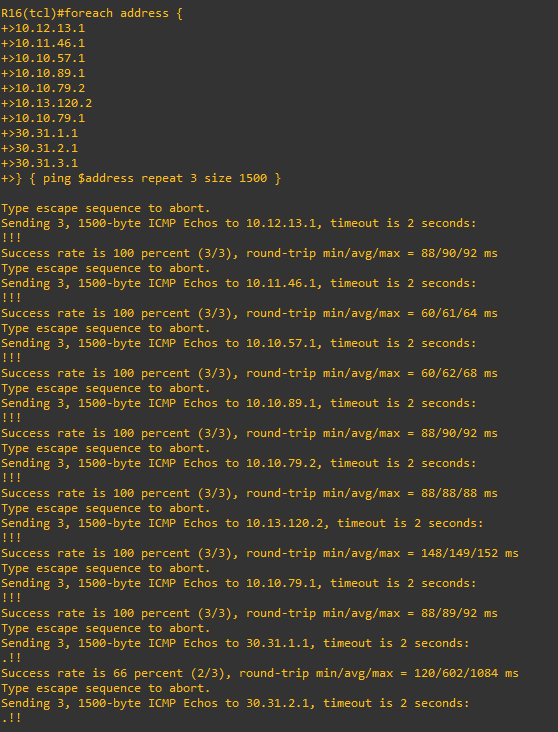 R16(tcl)#foreach address {
+>10.12.13.1
+>10.11.46.1
+>10.10.57.1
+>10.10.89.1
+>10.10.79.2
+>10.13.120.2
+>10.10.79.1
+>30.31.1.1
+>30.31.2.1
+>30.31.3.1
+>} { ping $address repeat 3 size 1500 }
Type escape sequence to abort.
Sending 3, 1500-byte ICMP Echos to 10.12.13.1, timeout is 2 seconds:
!!!
Success rate is 100 percent (3/3), round-trip min/avg/max = 88/90/92 ms
Type escape sequence to abort.
Sending 3, 1500-byte ICMP Echos to 10.11.46.1, timeout is 2 seconds:
!!!
Success rate is 100 percent (3/3), round-trip min/avg/max = 60/61/64 ms
Type escape sequence to abort.
Sending 3, 1500-byte ICMP Echos to 10.10.57.1, timeout is 2 seconds:
!!!
Success rate is 100 percent (3/3), round-trip min/avg/max = 60/62/68 ms
Type escape sequence to abort.
Sending 3, 1500-byte ICMP Echos to 10.10.89.1, timeout is 2 seconds:
!!!
Success rate is 100 percent (3/3), round-trip min/avg/max = 88/90/92 ms
Type escape sequence to abort.
Sending 3, 1500-byte ICMP Echos to 10.10.79.2, timeout is 2 seconds:
!!!
Success rate is 100 percent (3/3), round-trip min/avg/max = 88/88/88 ms
Type escape sequence to abort.
Sending 3, 1500-byte ICMP Echos to 10.13.120.2, timeout is 2 seconds:
!!!
Success rate is 100 percent (3/3), round-trip min/avg/max = 148/149/152 ms
Type escape sequence to abort.
Sending 3, 1500-byte ICMP Echos to 10.10.79.1, timeout is 2 seconds:
!!!
Success rate is 100 percent (3/3), round-trip min/avg/max = 88/89/92 ms
Type escape sequence to abort.
Sending 3, 1500-byte ICMP Echos to 30.31.1.1, timeout is 2 seconds:
.!!
Success rate is 66 percent (2/3), round-trip min/avg/max = 120/602/1084 ms
Type escape sequence to abort.
Sending 3, 1500-byte ICMP Echos to 30.31.2.1, timeout is 2 seconds:
.!!